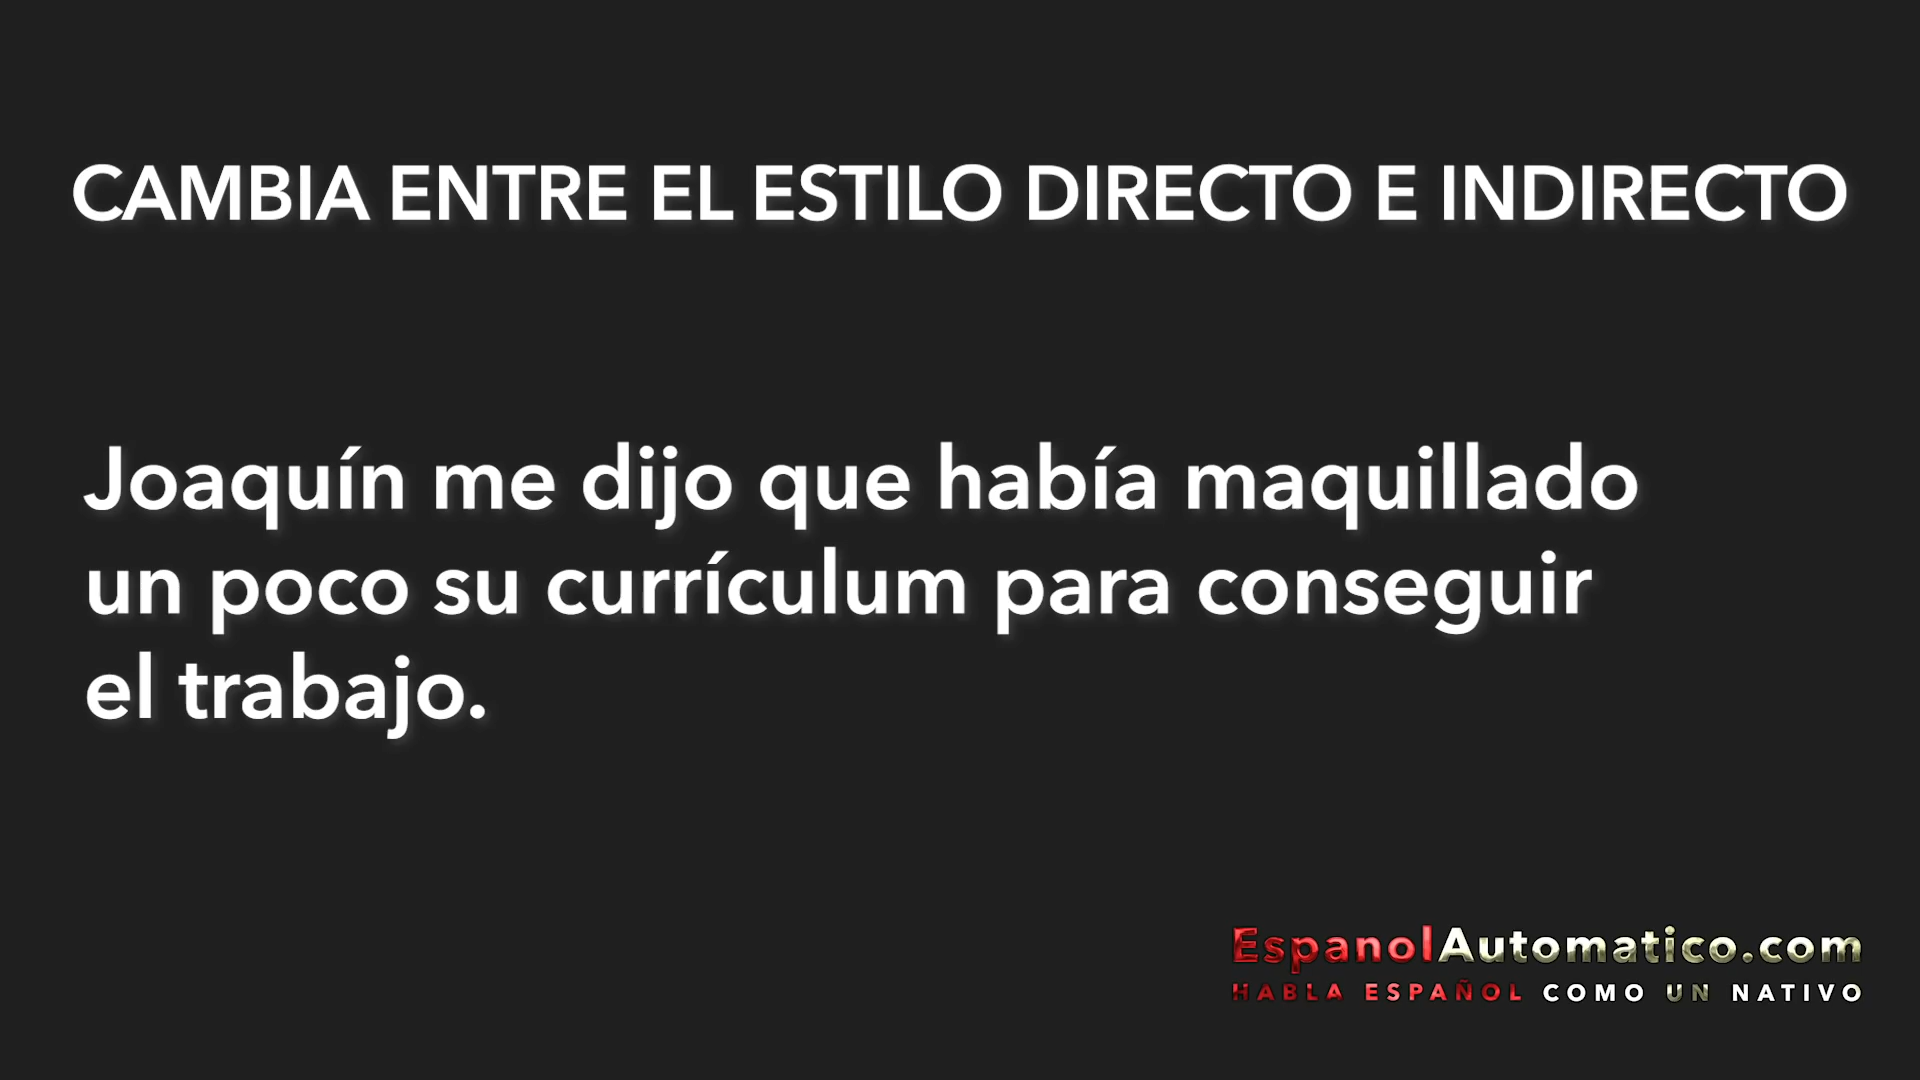 CAMBIA ENTRE EL ESTILO DIRECTO E INDIRECTO
Joaquín me dijo que había maquillado
un poco su currículum para conseguir
el trabajo.
EspanolAutomatico.com
HABLA ESPAÑOL COMO UN NATIVO